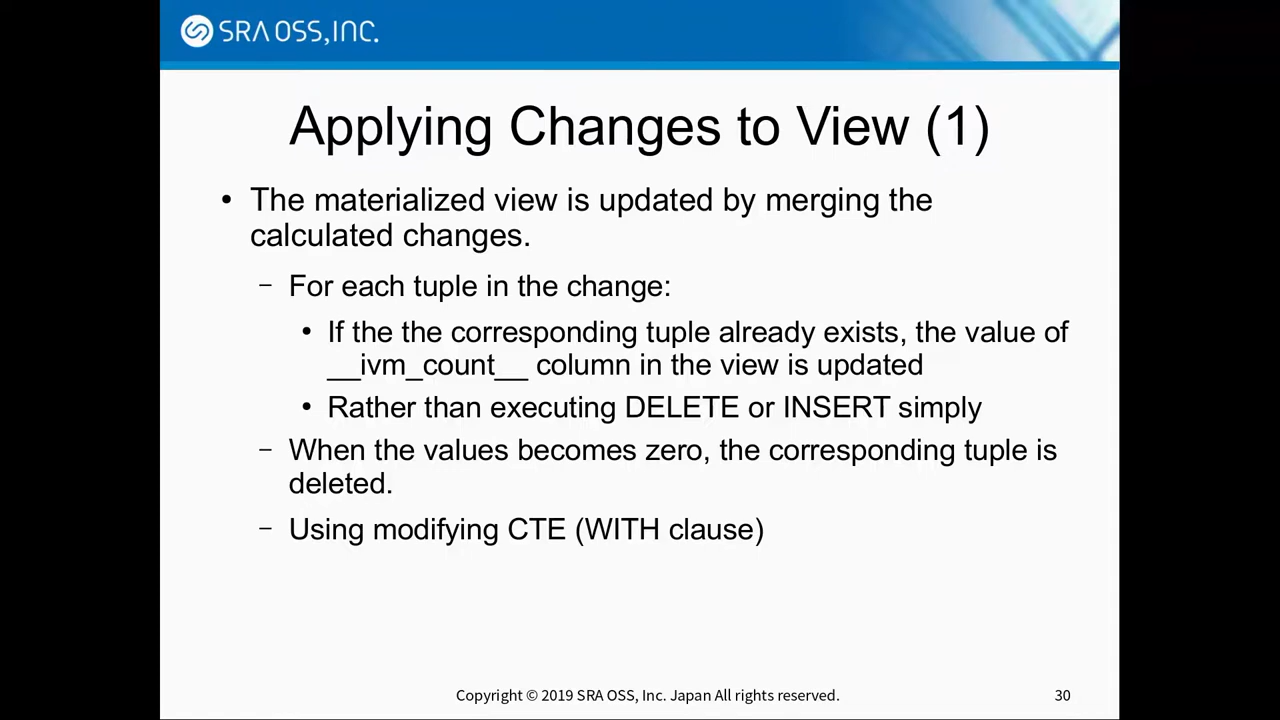 SRA OSS, INC.
Applying Changes to View (1)
• The materialized view is updated by merging the
calculated changes.
– For each tuple in the change:
• If the the corresponding tuple already exists, the value of
__ivm_count__ column in the view is updated
• Rather than executing DELETE or INSERT simply
– When the values becomes zero, the corresponding tuple is
deleted.
– Using modifying CTE (WITH clause)
Copyright © 2019 SRA OSS, Inc. Japan All rights reserved.
30